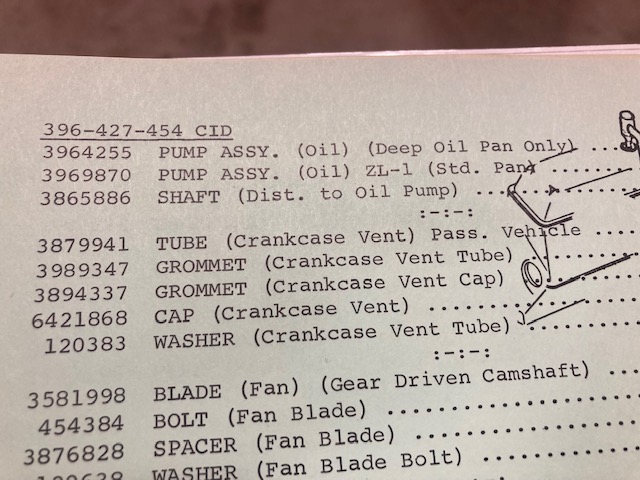 396-427-454 CID
3964255 PUMP ASSY. (Oil) (Deep Oil Pan Only) ...
3969870 PUMP ASSY. (Oil) ZL-1 (Std. Pan) ......
3865886 SHAFT (Dist. to Oil Pump) ..........
:-:-:
3879941 TUBE (Crankcase Vent) Pass. Vehicle ....
3989347 GROMMET (Crankcase Vent Tube) ..........
3894337 GROMMET (Crankcase Vent Cap) ...........
6421868 CAP (Crankcase Vent) ...................
120383 WASHER (Crankcase Vent Tube) ...........
:-:-:
3581998 BLADE (Fan) (Gear Driven Camshaft) ...
454384 BOLT (Fan Blade) .....................
3876828 SPACER (Fan Blade) ...................
WASHER (Fan Blade Bolt) ..............